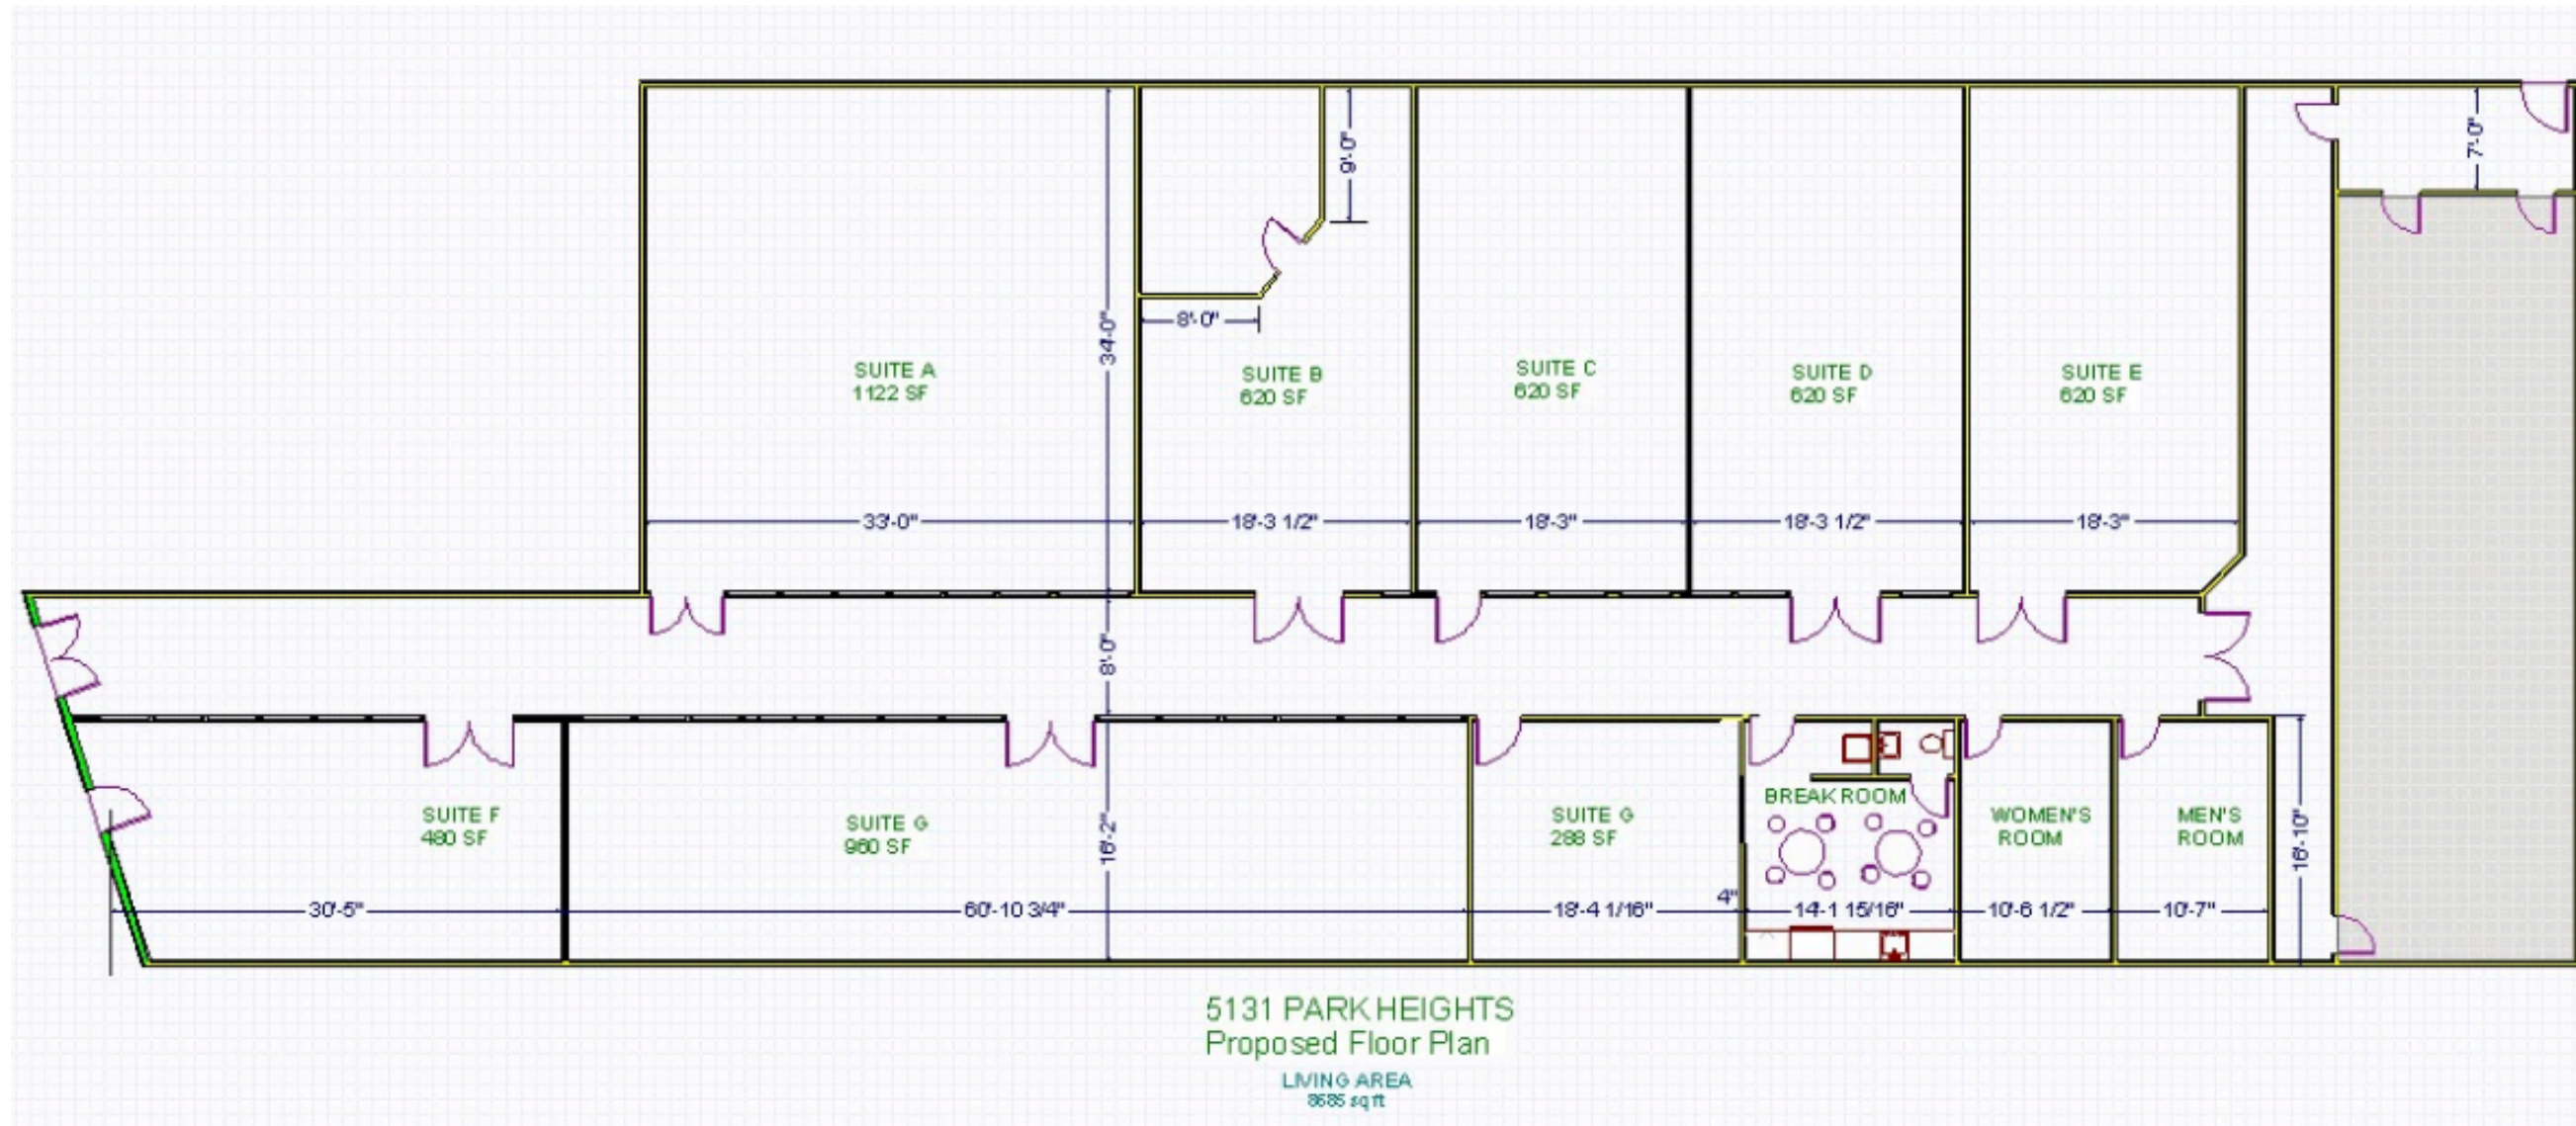 9'-0"
7'-0"
8'-0"
34'-0"
SUITE A
1122 SF
SUITE B
620 SF
SUITE C
620 SF
SUITE D
620 SF
SUITE E
620 SF
33'-0"
18'-3 1/2"
18'-3"
18'-3 1/2"
18'-3"
8'-0"
SUITE F
480 SF
SUITE G
960 SF
16'-2"
SUITE G
288 SF
BREAK ROOM
WOMEN'S
ROOM
MEN'S
ROOM
16'-10"
30'-5"
60'-10 3/4"
18'-4 1/16"
4"
14'-1 15/16"
10'-6 1/2"
10'-7"
5131 PARK HEIGHTS
Proposed Floor Plan
LIVING AREA
8685 sq ft